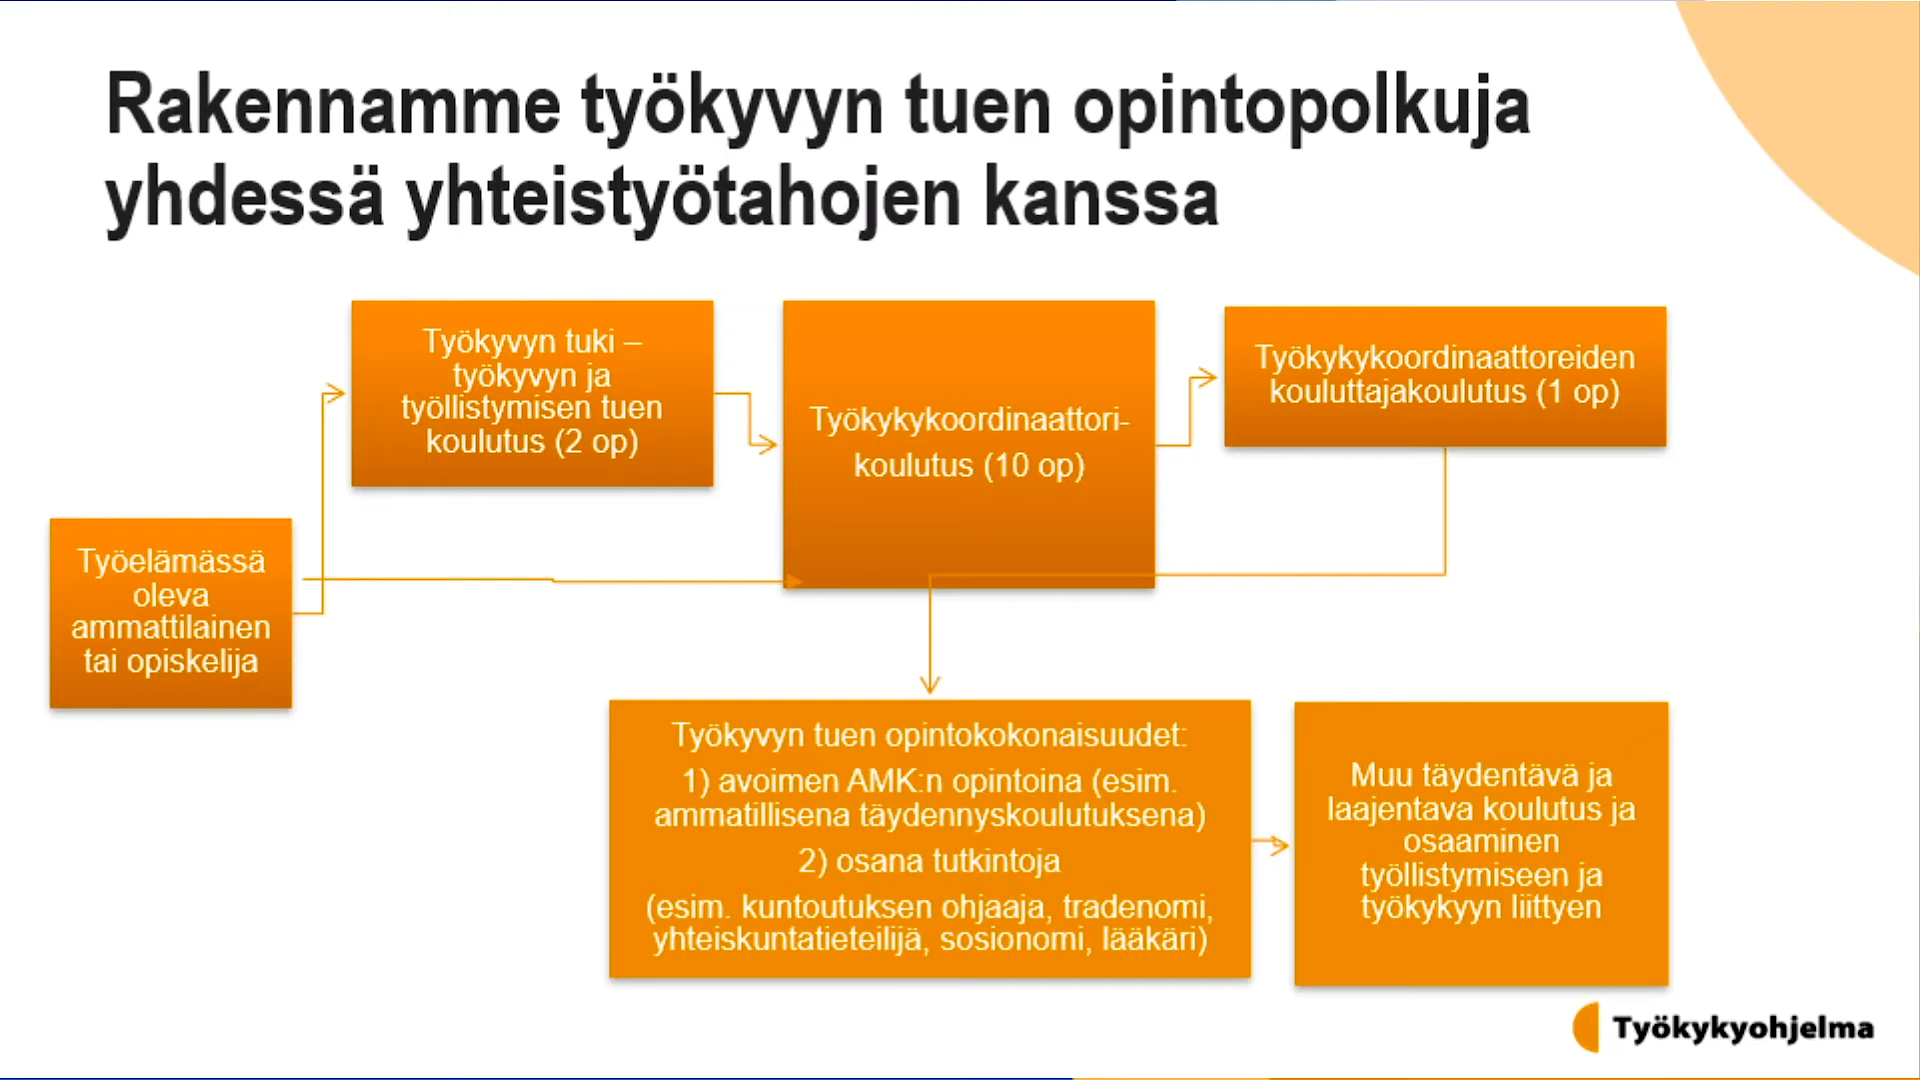 Rakennamme työkyvyn tuen opintopolkuja
yhdessä yhteistyötahojen kanssa
Työkyvyn tuki –
työkyvyn ja
työllistymisen tuen
koulutus (2 op)
Työkykykoordinaattori-
koulutus (10 op)
Työkykykoordinaattoreiden
kouluttajakoulutus (1 op)
Työelämässä
oleva
ammattilainen
tai opiskelija
Työkyvyn tuen opintokokonaisuudet:
1) avoimen AMK:n opintoina (esim.
ammatillisena täydennyskoulutuksena)
2) osana tutkintoja
(esim. kuntoutuksen ohjaaja, tradenomi,
yhteiskuntatieteilijä, sosionomi, lääkäri)
Muu täydentävä ja
laajentava koulutus ja
osaaminen
työllistymiseen ja
työkykyyn liittyen
Työkykyohjelma